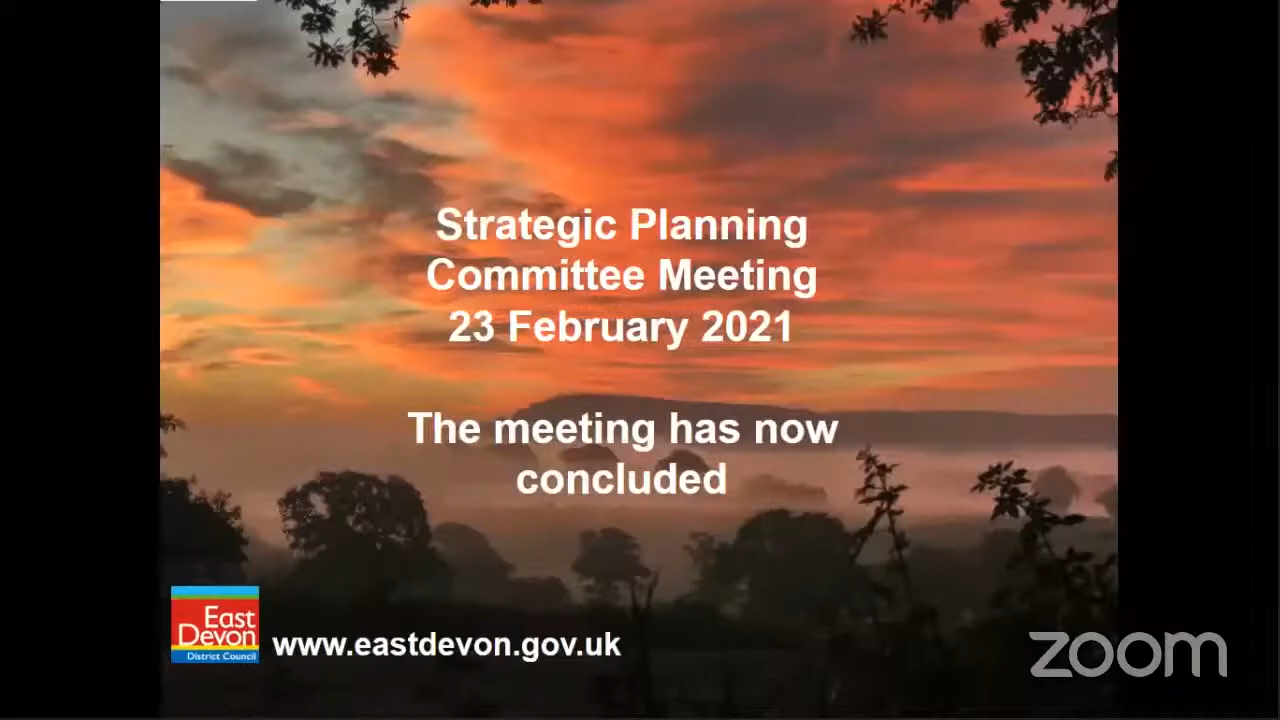 Strategic Planning
Committee Meeting
23 February 2021
The meeting has now
concluded
East
Devon
District Council
www.eastdevon.gov.uk
zoom